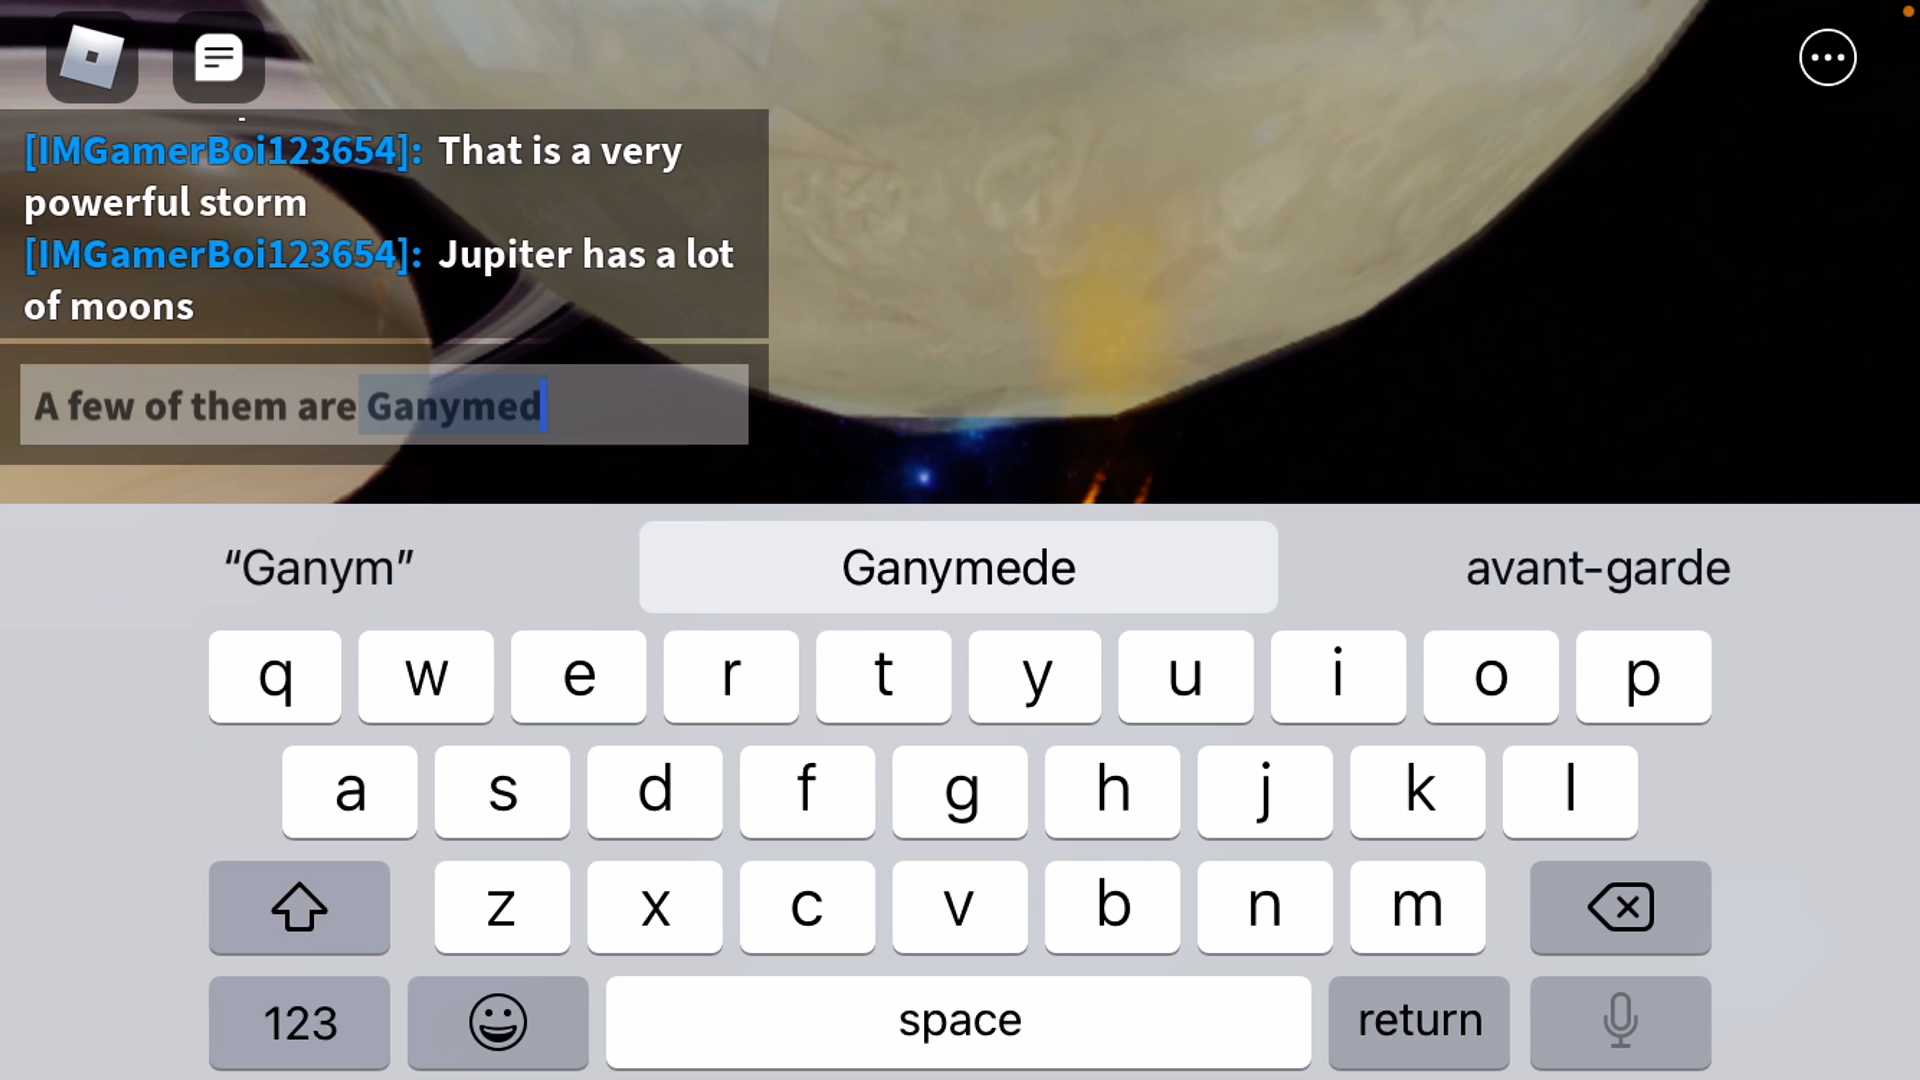 [IMGamerBoi123654]: That is a very
powerful storm
[IMGamerBoi123654]: Jupiter has a lot
of moons
A few of them are Ganymed
“Ganym” Ganymede avant-garde
q w e r t y u i o p
a s d f g h j k l
z x c v b n m
123 space return